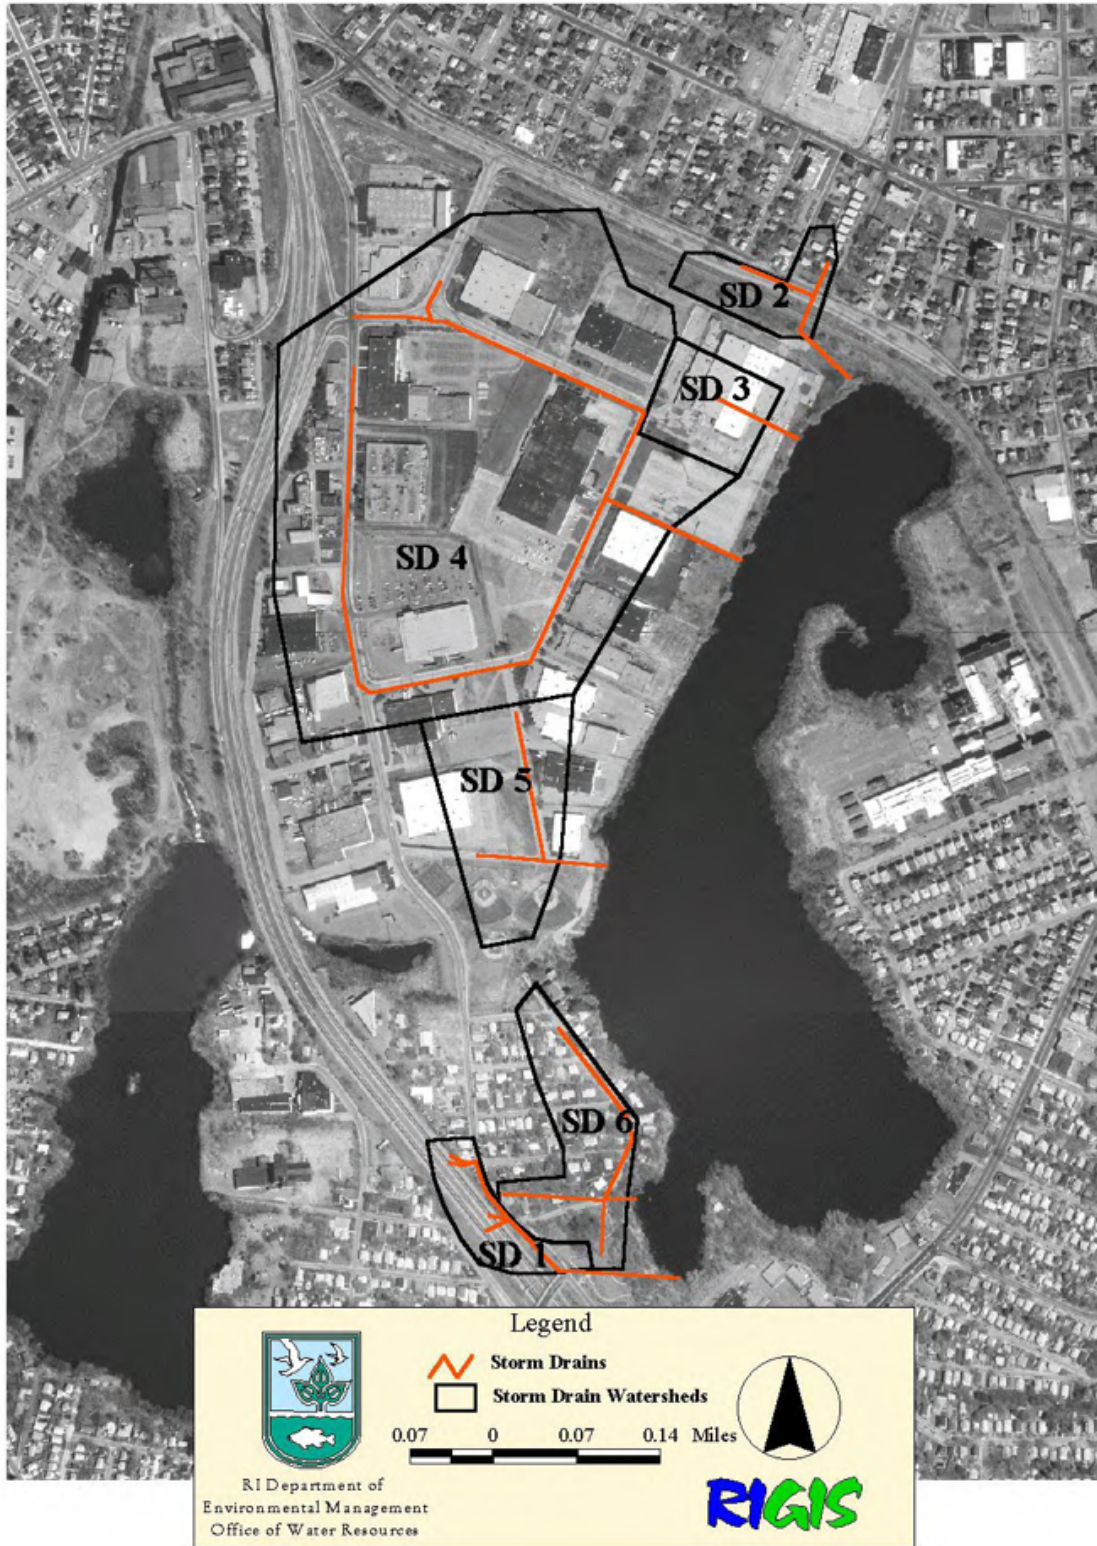 SD 2
SD 3
SD 4
SD 5
SD 6
SD 1
Legend
Storm Drains
Storm Drain Watersheds
0.07 0 0.07 0.14 Miles
RI Department of
Environmental Management
Office of Water Resources
RIGIS